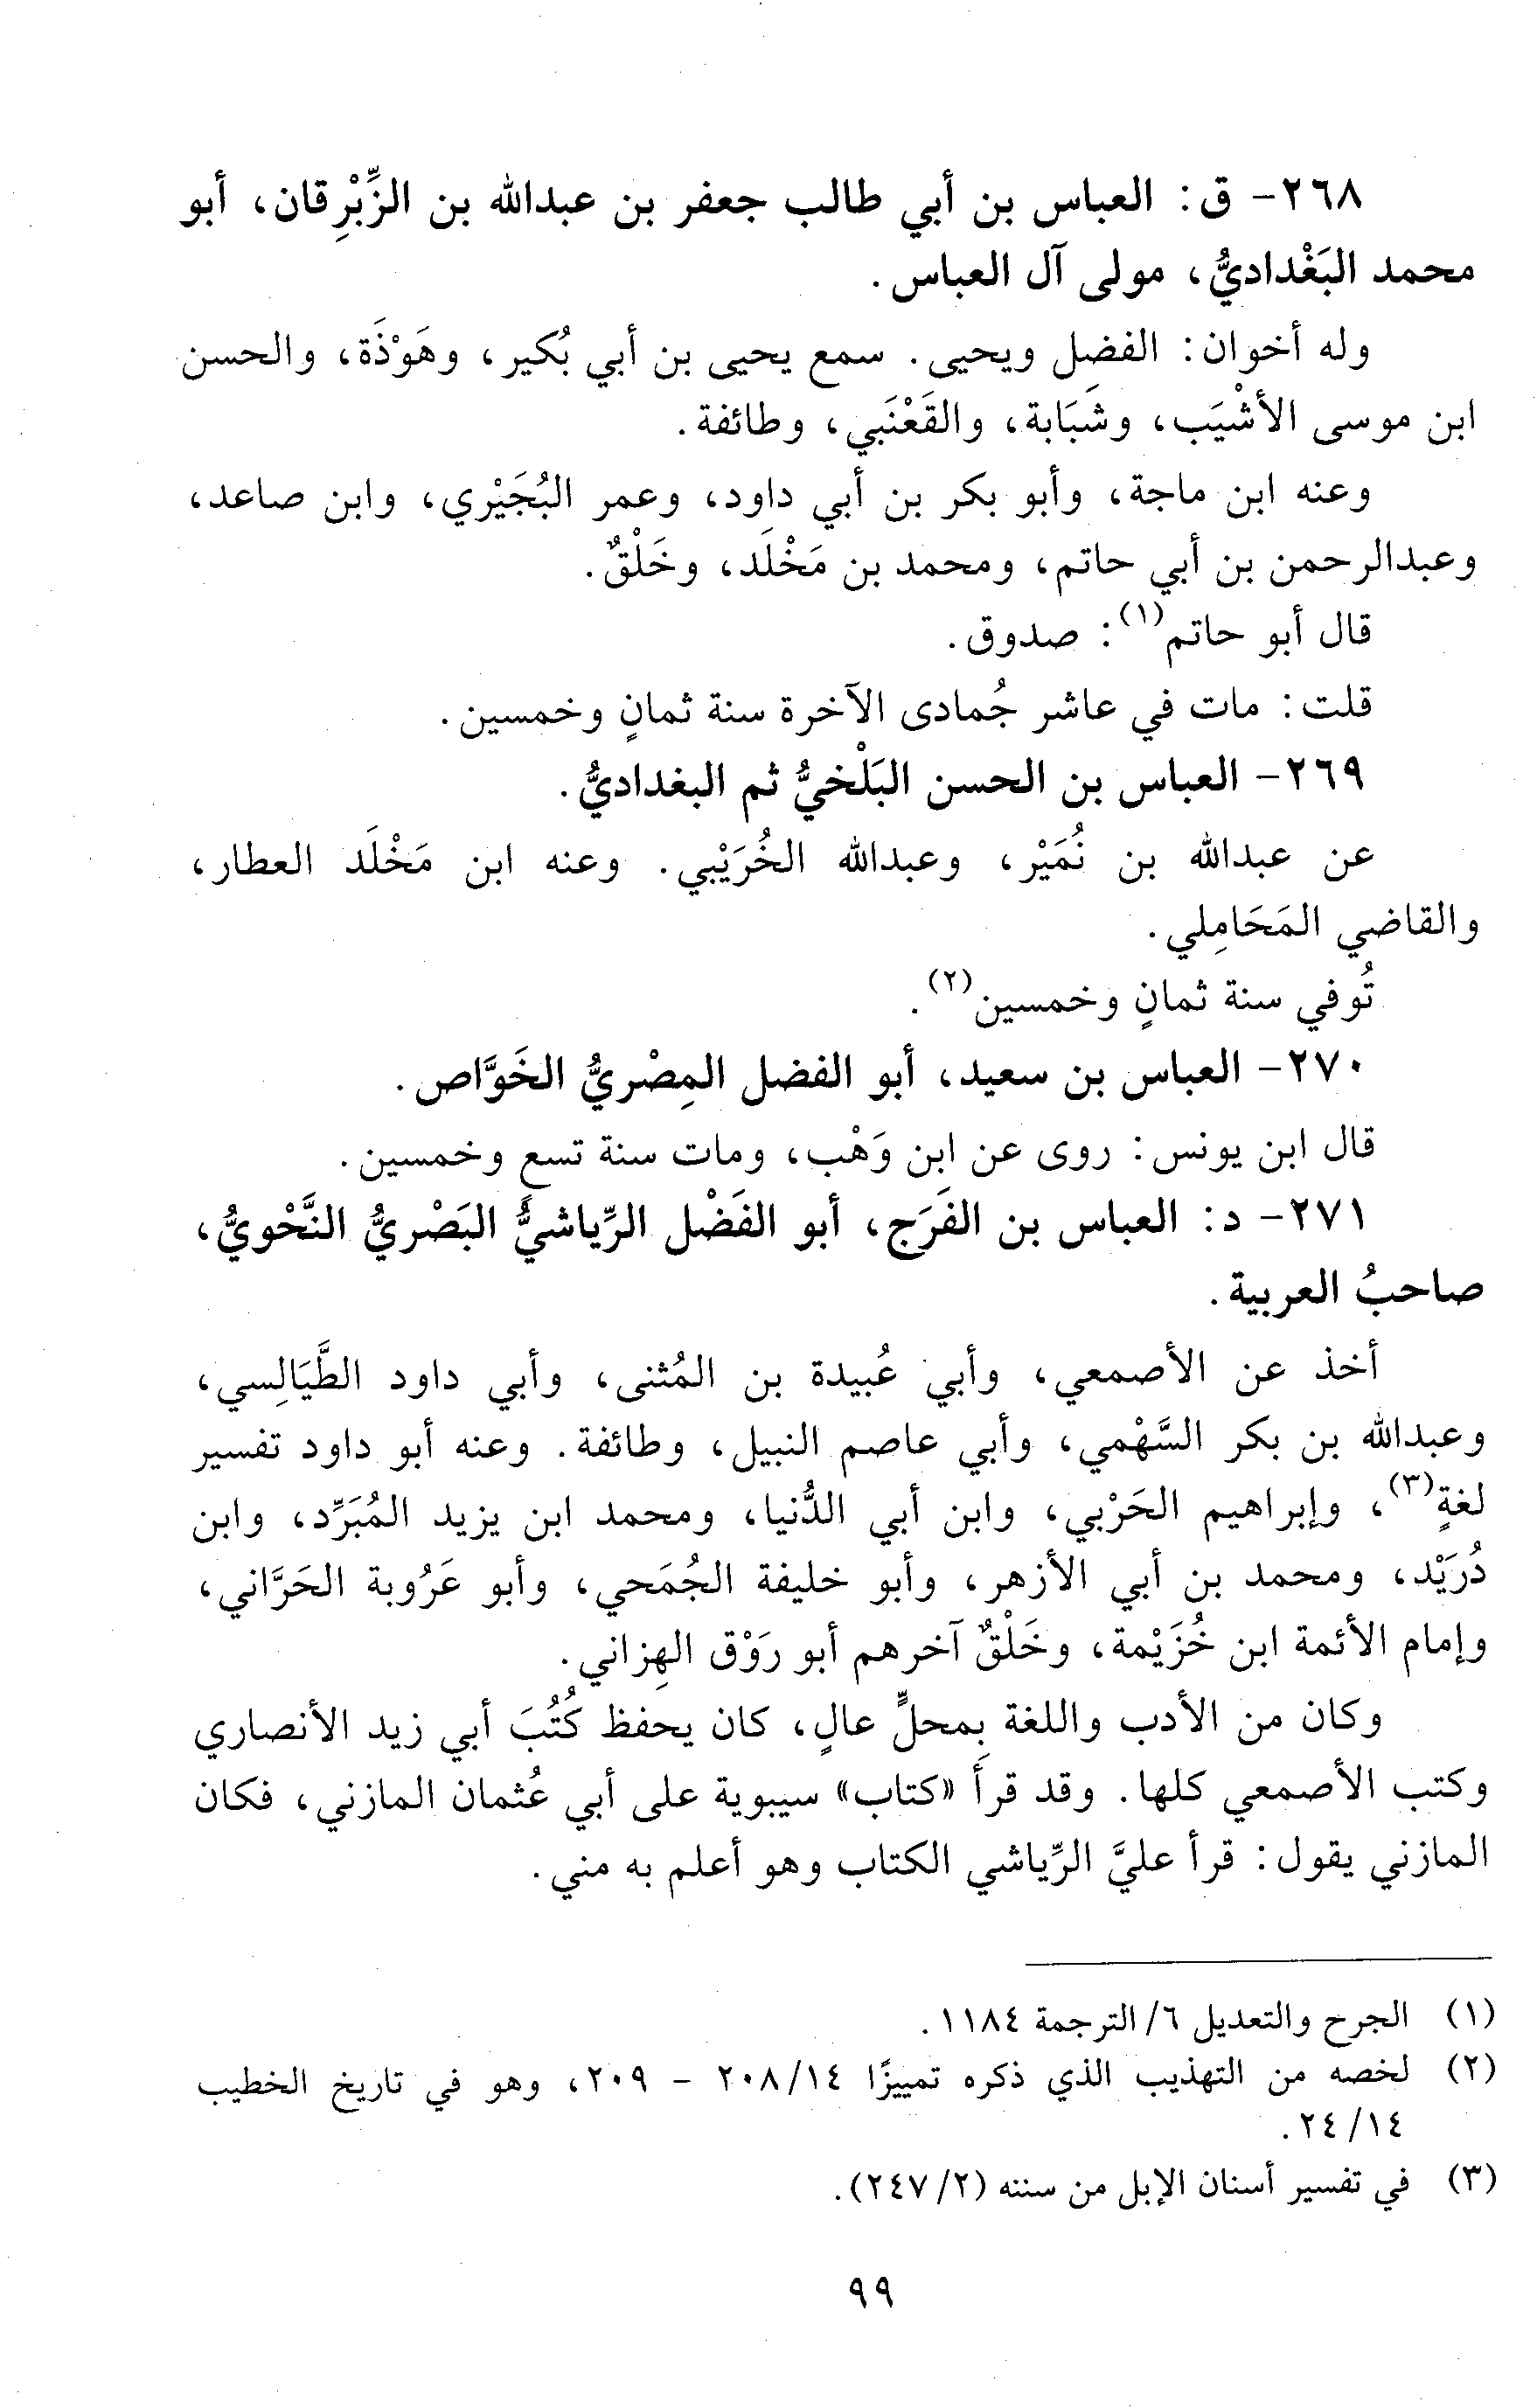 ٢٦٨- ق: العباس بن أبي طالب جعفر بن عبدالله بن الزِّبْرِقان، أبو
محمد البَغْداديُّ، مولى آل العباس.
وله أخوان: الفضل ويحيى. سمع يحيى بن أبي بُكير، وهَوْذَة، والحسن
ابن موسى الأشْيَب، وشَبَابة، والقَعْنَبي، وطائفة.
وعنه ابن ماجة، وأبو بكر بن أبي داود، وعمر البُجَيْري، وابن صاعد،
وعبدالرحمن بن أبي حاتم، ومحمد بن مَخْلَد، وخَلْقٌ.
قال أبو حاتم(١): صدوق.
قلت: مات في عاشر جُمادى الآخرة سنة ثمانٍ وخمسين.
٢٦٩- العباس بن الحسن البَلْخيُّ ثم البغداديُّ.
عن عبدالله بن نُمَيْر، وعبدالله الخُرَيْبي. وعنه ابن مَخْلَد العطار،
والقاضي المَحَامِلي.
تُوفي سنة ثمانٍ وخمسين(٢).
٢٧٠- العباس بن سعيد، أبو الفضل المِصْريُّ الخَوَّاص.
قال ابن يونس: روى عن ابن وَهْب، ومات سنة تسعٍ وخمسين.
٢٧١- د: العباس بن الفَرَج، أبو الفَضْل الرِّياشيُّ البَصْريُّ النَّحْويُّ،
صاحبُ العربية.
أخذ عن الأصمعي، وأبي عُبيدة بن المُثنى، وأبي داود الطَّيَالِسي،
وعبدالله بن بكر السَّهْمي، وأبي عاصم النبيل، وطائفة. وعنه أبو داود تفسير
لغةٍ(٣)، وإبراهيم الحَرْبي، وابن أبي الدُّنيا، ومحمد ابن يزيد المُبَرِّد، وابن
دُرَيْد، ومحمد بن أبي الأزهر، وأبو خليفة الجُمَحي، وأبو عَرُوبة الحَرَّاني،
وإمام الأئمة ابن خُزَيْمة، وخَلْقٌ آخرهم أبو رَوْق الهِزاني.
وكان من الأدب واللغة بِمحلٍّ عالٍ، كان يحفظ كُتُبَ أبي زيد الأنصاري
وكتب الأصمعي كلها. وقد قرأَ «كتاب» سيبوية على أبي عُثمان المازني، فكان
المازني يقول: قرأ عليَّ الرِّياشي الكتاب وهو أعلم به مني.
(١) الجرح والتعديل ٦/ الترجمة ١١٨٤.
(٢) لخصه من التهذيب الذي ذكره تمييزًا ٢٠٨/١٤ - ٢٠٩، وهو في تاريخ الخطيب
٢٤/١٤.
(٣) في تفسير أسنان الإبل من سننه (٢٤٧/٢).
٩٩